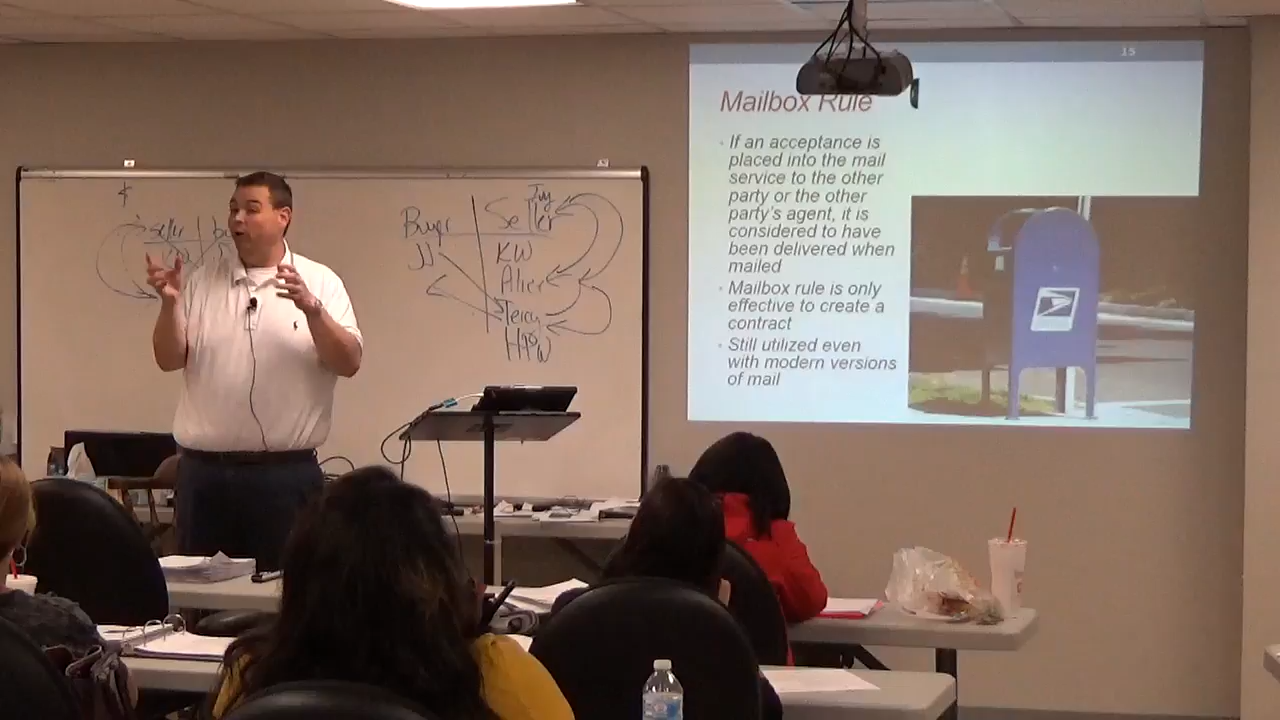 15
Mailbox Rule
If an acceptance is
placed into the mail
service to the other
party or the other
party's agent, it is
considered to have
been delivered when
mailed
Mailbox rule is only
effective to create a
contract
Still utilized even
with modern versions
of mail
seller
Buyer
Seller
JJ
KW
Terry